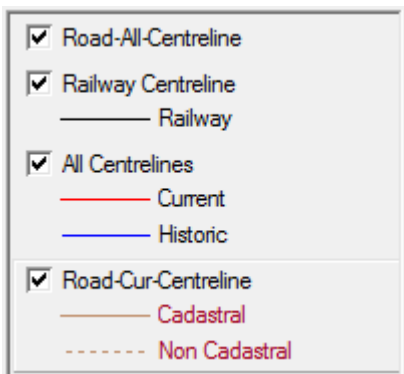 Road-All-Centreline
Railway Centreline
Railway
All Centrelines
Current
Historic
Road-Cur-Centreline
Cadastral
Non Cadastral